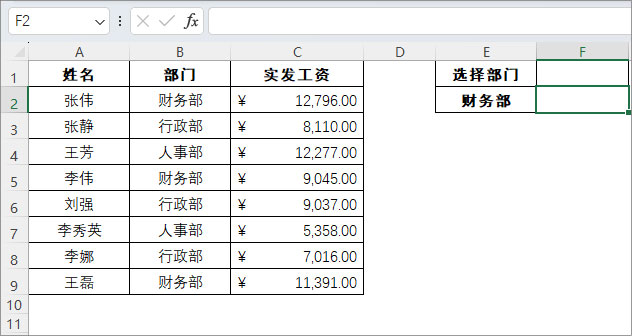 F2 fx
A B C D E F
1 姓名 部门 实发工资 选择部门
2 张伟 财务部 ¥ 12,796.00 财务部
3 张静 行政部 ¥ 8,110.00
4 王芳 人事部 ¥ 12,277.00
5 李伟 财务部 ¥ 9,045.00
6 刘强 行政部 ¥ 9,037.00
7 李秀英 人事部 ¥ 5,358.00
8 李娜 行政部 ¥ 7,016.00
9 王磊 财务部 ¥ 11,391.00
10
11